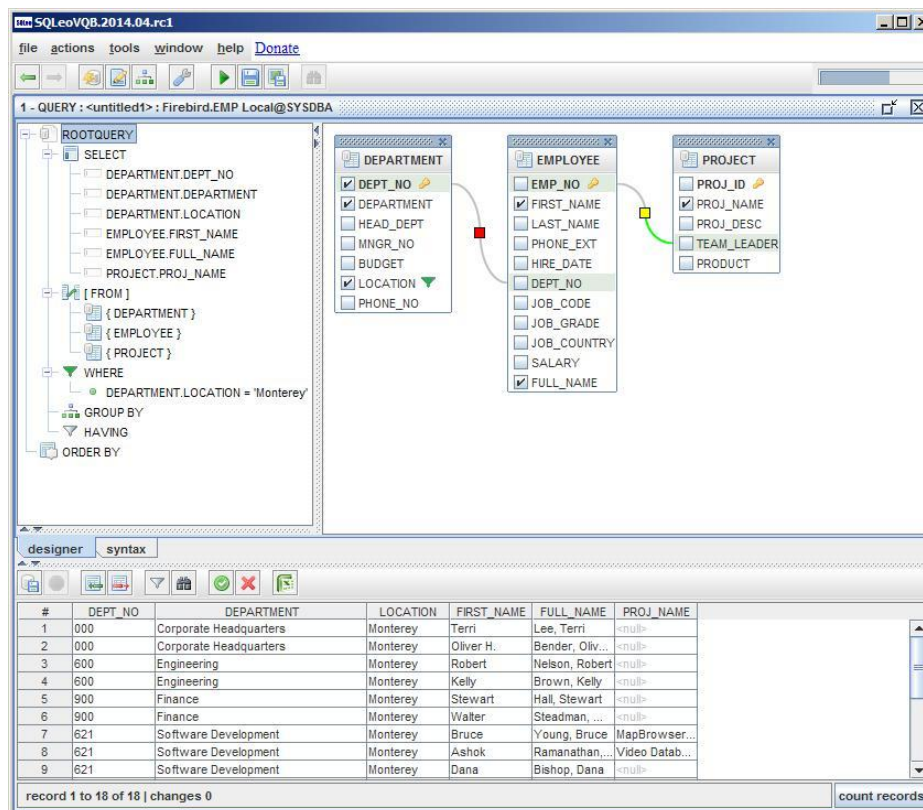 SQLeoVQB.2014.04.rc1
file actions tools window help Donate
1 - QUERY : <untitled1> : Firebird.EMP Local@SYSDBA
ROOTQUERY
SELECT
DEPARTMENT.DEPT_NO
DEPARTMENT.DEPARTMENT
DEPARTMENT.LOCATION
EMPLOYEE.FIRST_NAME
EMPLOYEE.FULL_NAME
PROJECT.PROJ_NAME
[ FROM ]
{ DEPARTMENT }
{ EMPLOYEE }
{ PROJECT }
WHERE
DEPARTMENT.LOCATION = 'Monterey'
GROUP BY
HAVING
ORDER BY
DEPARTMENT
DEPT_NO
DEPARTMENT
HEAD_DEPT
MNGR_NO
BUDGET
LOCATION
PHONE_NO
EMPLOYEE
EMP_NO
FIRST_NAME
LAST_NAME
PHONE_EXT
HIRE_DATE
DEPT_NO
JOB_CODE
JOB_GRADE
JOB_COUNTRY
SALARY
FULL_NAME
PROJECT
PROJ_ID
PROJ_NAME
PROJ_DESC
TEAM_LEADER
PRODUCT
designer syntax
# DEPT_NO DEPARTMENT LOCATION FIRST_NAME FULL_NAME PROJ_NAME
1 000 Corporate Headquarters Monterey Terri Lee, Terri <null>
2 000 Corporate Headquarters Monterey Oliver H. Bender, Oliv... <null>
3 600 Engineering Monterey Robert Nelson, Robert <null>
4 600 Engineering Monterey Kelly Brown, Kelly <null>
5 900 Finance Monterey Stewart Hall, Stewart <null>
6 900 Finance Monterey Walter Steadman, ... <null>
7 621 Software Development Monterey Bruce Young, Bruce MapBrowser...
8 621 Software Development Monterey Ashok Ramanathan,... Video Datab...
9 621 Software Development Monterey Dana Bishop, Dana <null>
record 1 to 18 of 18 | changes 0 count records